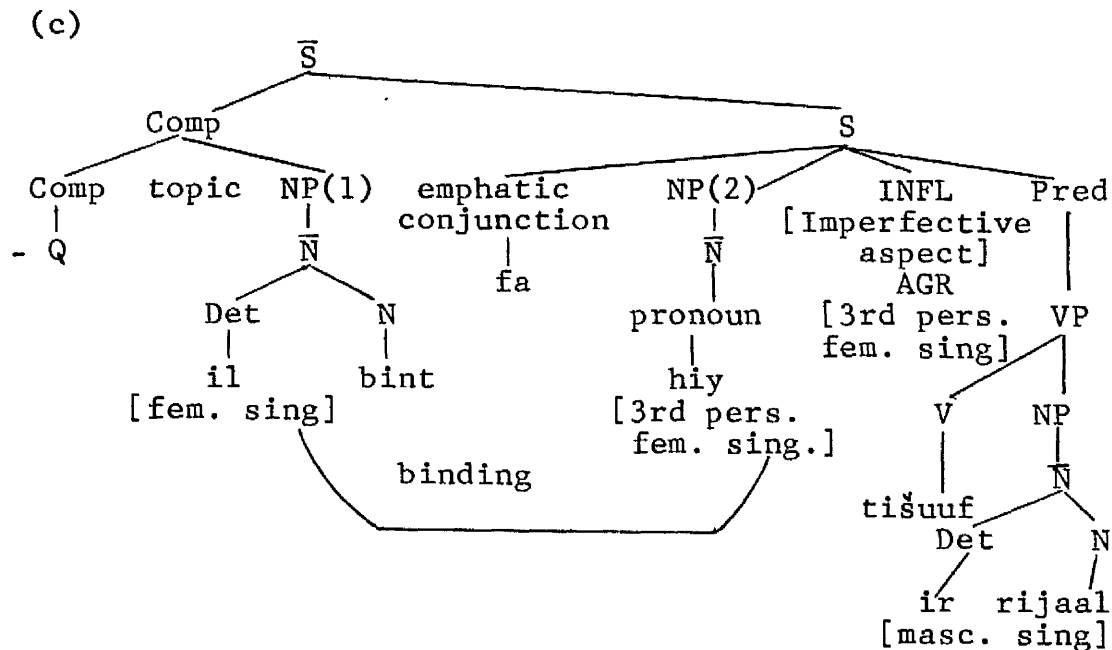 (c)
S̅
Comp S
Comp topic NP(1) emphatic conjunction NP(2) INFL Pred
- Q N̅ [Imperfective aspect]
fa N̅ AGR
Det N pronoun [3rd pers. fem. sing] VP
il bint hiy
[fem. sing] [3rd pers. fem. sing.] V NP
binding N̅
tišuuf
Det N
ir rijaal
[masc. sing]